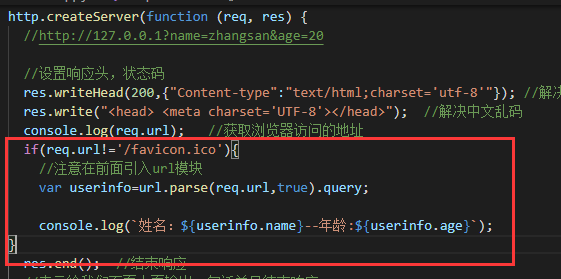 http.createServer(function (req, res) {
//http://127.0.0.1?name=zhangsan&age=20
//设置响应头，状态码
res.writeHead(200,{"Content-type":"text/html;charset='utf-8'"}); //解决
res.write("<head> <meta charset='UTF-8'></head>"); //解决中文乱码
console.log(req.url); //获取浏览器访问的地址
if(req.url!='/favicon.ico'){
//注意在前面引入url模块
var userinfo=url.parse(req.url,true).query;
console.log(`姓名: ${userinfo.name}--年龄:${userinfo.age}`);
}
res.end(); //结束响应